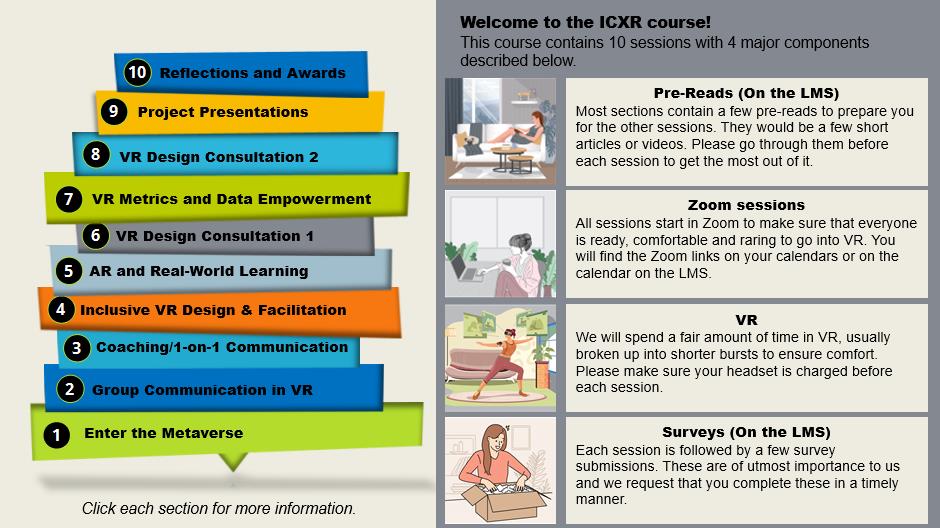 10 Reflections and Awards
9 Project Presentations
8 VR Design Consultation 2
7 VR Metrics and Data Empowerment
6 VR Design Consultation 1
5 AR and Real-World Learning
4 Inclusive VR Design & Facilitation
3 Coaching/1-on-1 Communication
2 Group Communication in VR
1 Enter the Metaverse
Click each section for more information.
Welcome to the ICXR course!
This course contains 10 sessions with 4 major components
described below.
Pre-Reads (On the LMS)
Most sections contain a few pre-reads to prepare you
for the other sessions. They would be a few short
articles or videos. Please go through them before
each session to get the most out of it.
Zoom sessions
All sessions start in Zoom to make sure that everyone
is ready, comfortable and raring to go into VR. You
will find the Zoom links on your calendars or on the
calendar on the LMS.
VR
We will spend a fair amount of time in VR, usually
broken up into shorter bursts to ensure comfort.
Please make sure your headset is charged before
each session.
Surveys (On the LMS)
Each session is followed by a few survey
submissions. These are of utmost importance to us
and we request that you complete these in a timely
manner.